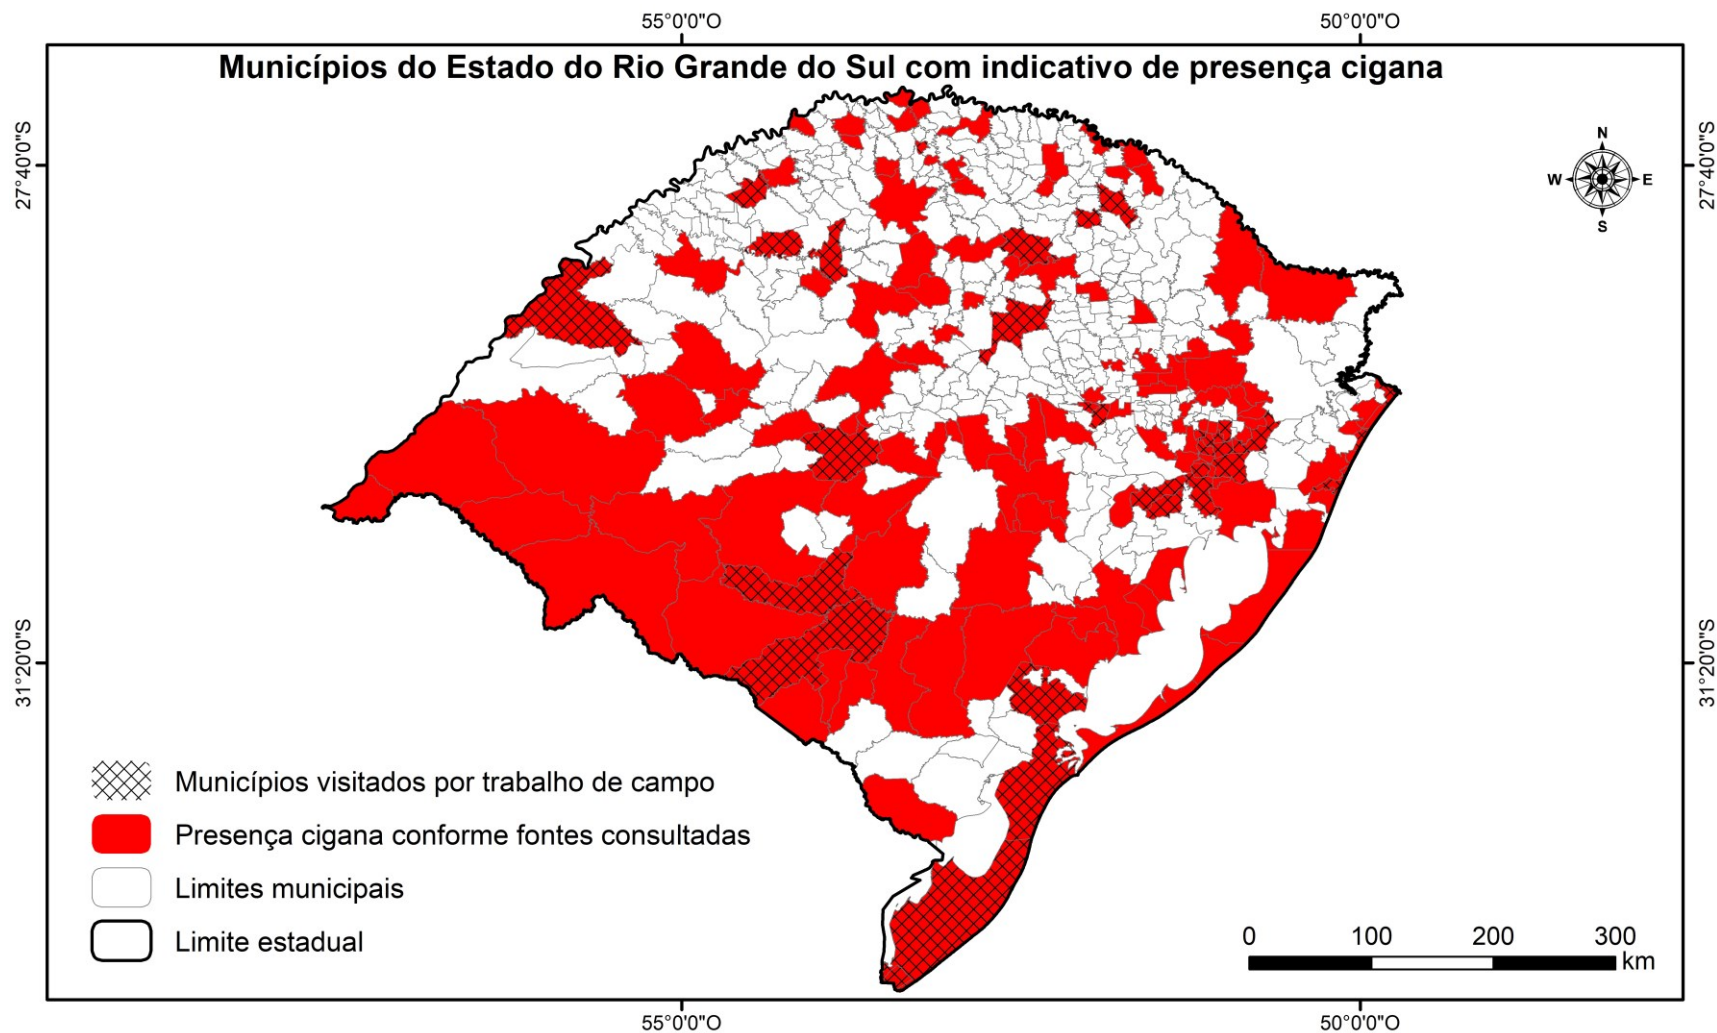 55°0'0"O
50°0'0"O
Municípios do Estado do Rio Grande do Sul com indicativo de presença cigana
27°40'0"S
27°40'0"S
N
W
E
S
31°20'0"S
31°20'0"S
Municípios visitados por trabalho de campo
Presença cigana conforme fontes consultadas
Limites municipais
Limite estadual
0 100 200 300
km
55°0'0"O
50°0'0"O